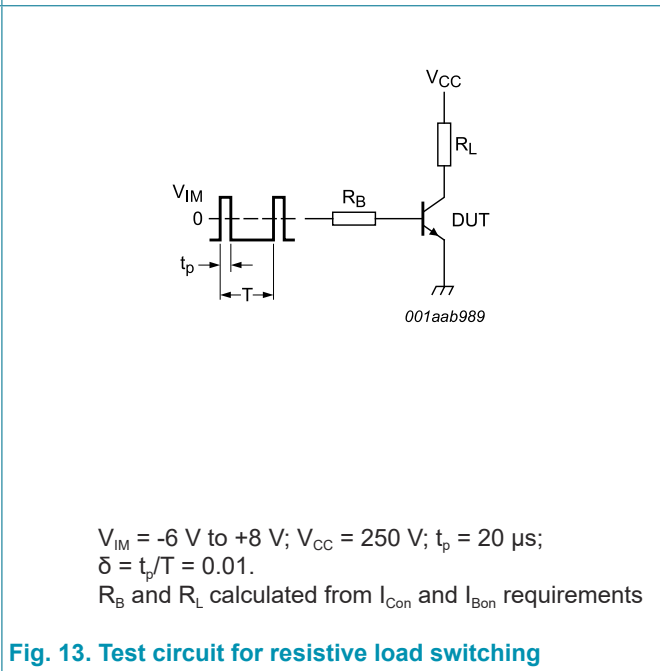 VCC
RL
VIM
RB
0
DUT
tp
T
001aab989
VIM = -6 V to +8 V; VCC = 250 V; tp = 20 µs;
δ = tp/T = 0.01.
RB and RL calculated from ICon and IBon requirements
Fig. 13. Test circuit for resistive load switching